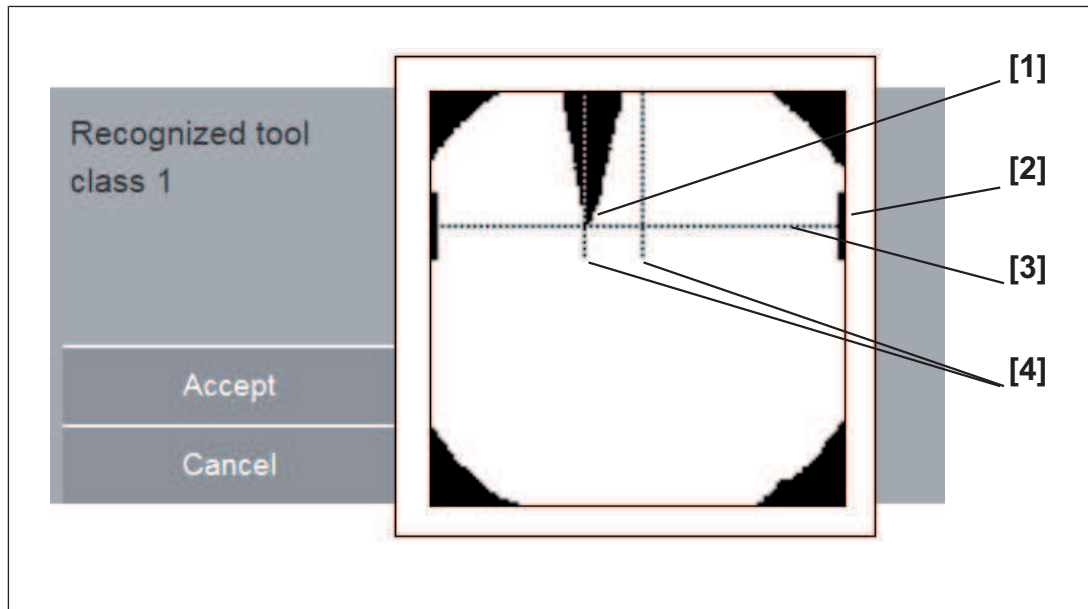 Recognized tool
class 1
Accept
Cancel
[1]
[2]
[3]
[4]